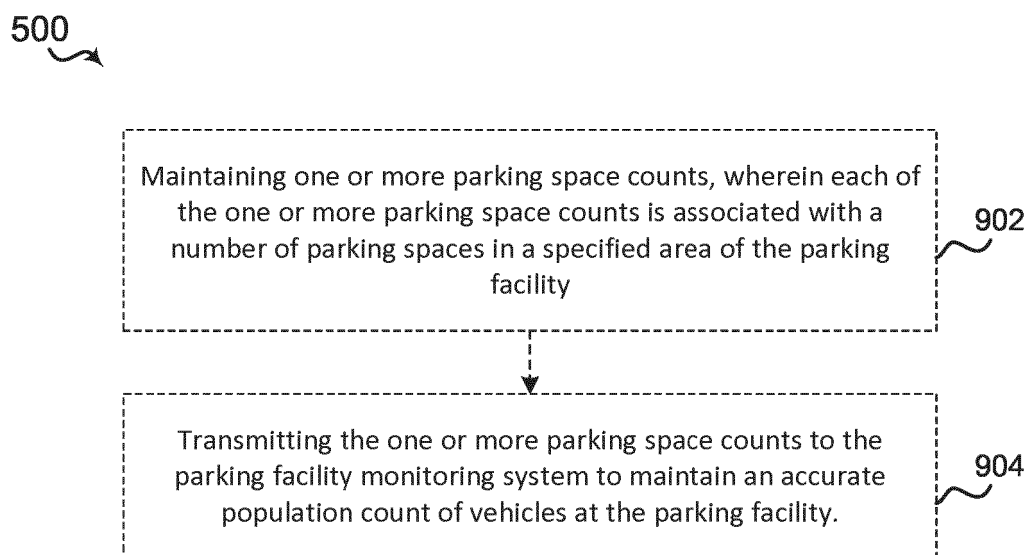 500
Maintaining one or more parking space counts, wherein each of
the one or more parking space counts is associated with a
number of parking spaces in a specified area of the parking
facility
902
Transmitting the one or more parking space counts to the
parking facility monitoring system to maintain an accurate
population count of vehicles at the parking facility.
904